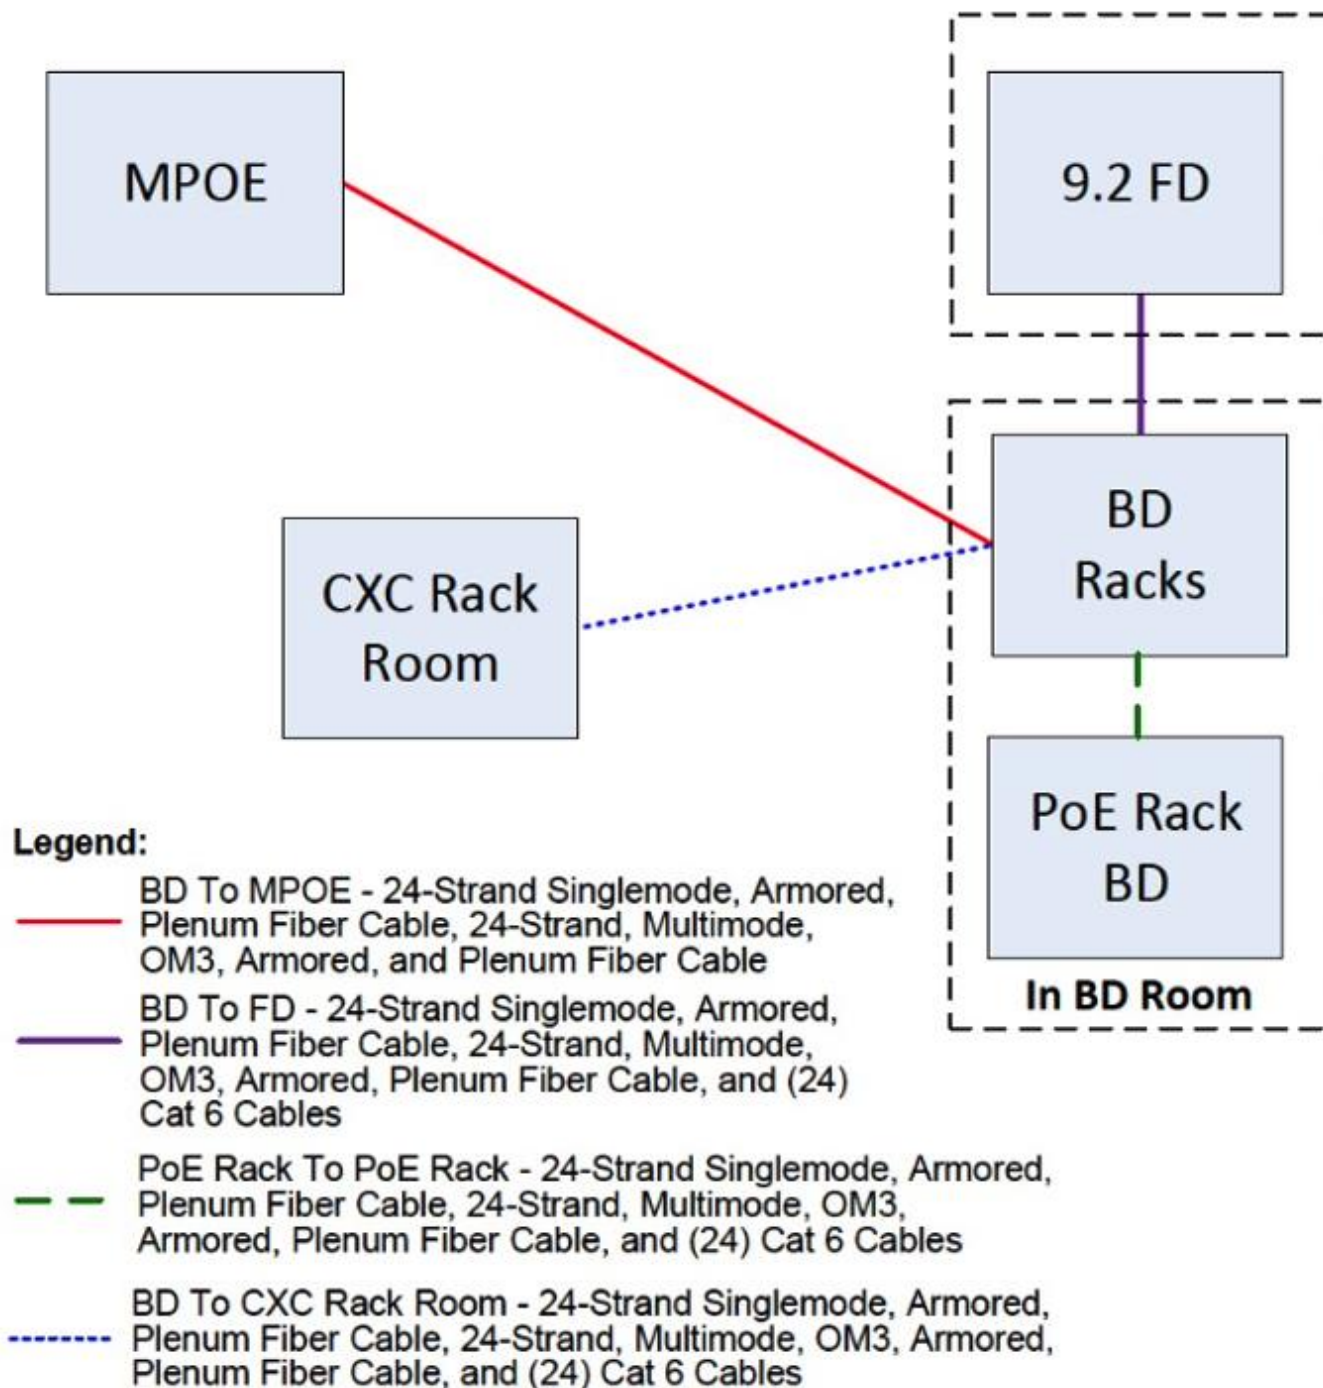 MPOE
9.2 FD
BD
Racks
CXC Rack
Room
PoE Rack
BD
In BD Room
Legend:
BD To MPOE - 24-Strand Singlemode, Armored,
Plenum Fiber Cable, 24-Strand, Multimode,
OM3, Armored, and Plenum Fiber Cable
BD To FD - 24-Strand Singlemode, Armored,
Plenum Fiber Cable, 24-Strand, Multimode,
OM3, Armored, Plenum Fiber Cable, and (24)
Cat 6 Cables
PoE Rack To PoE Rack - 24-Strand Singlemode, Armored,
Plenum Fiber Cable, 24-Strand, Multimode, OM3,
Armored, Plenum Fiber Cable, and (24) Cat 6 Cables
BD To CXC Rack Room - 24-Strand Singlemode, Armored,
Plenum Fiber Cable, 24-Strand, Multimode, OM3, Armored,
Plenum Fiber Cable, and (24) Cat 6 Cables